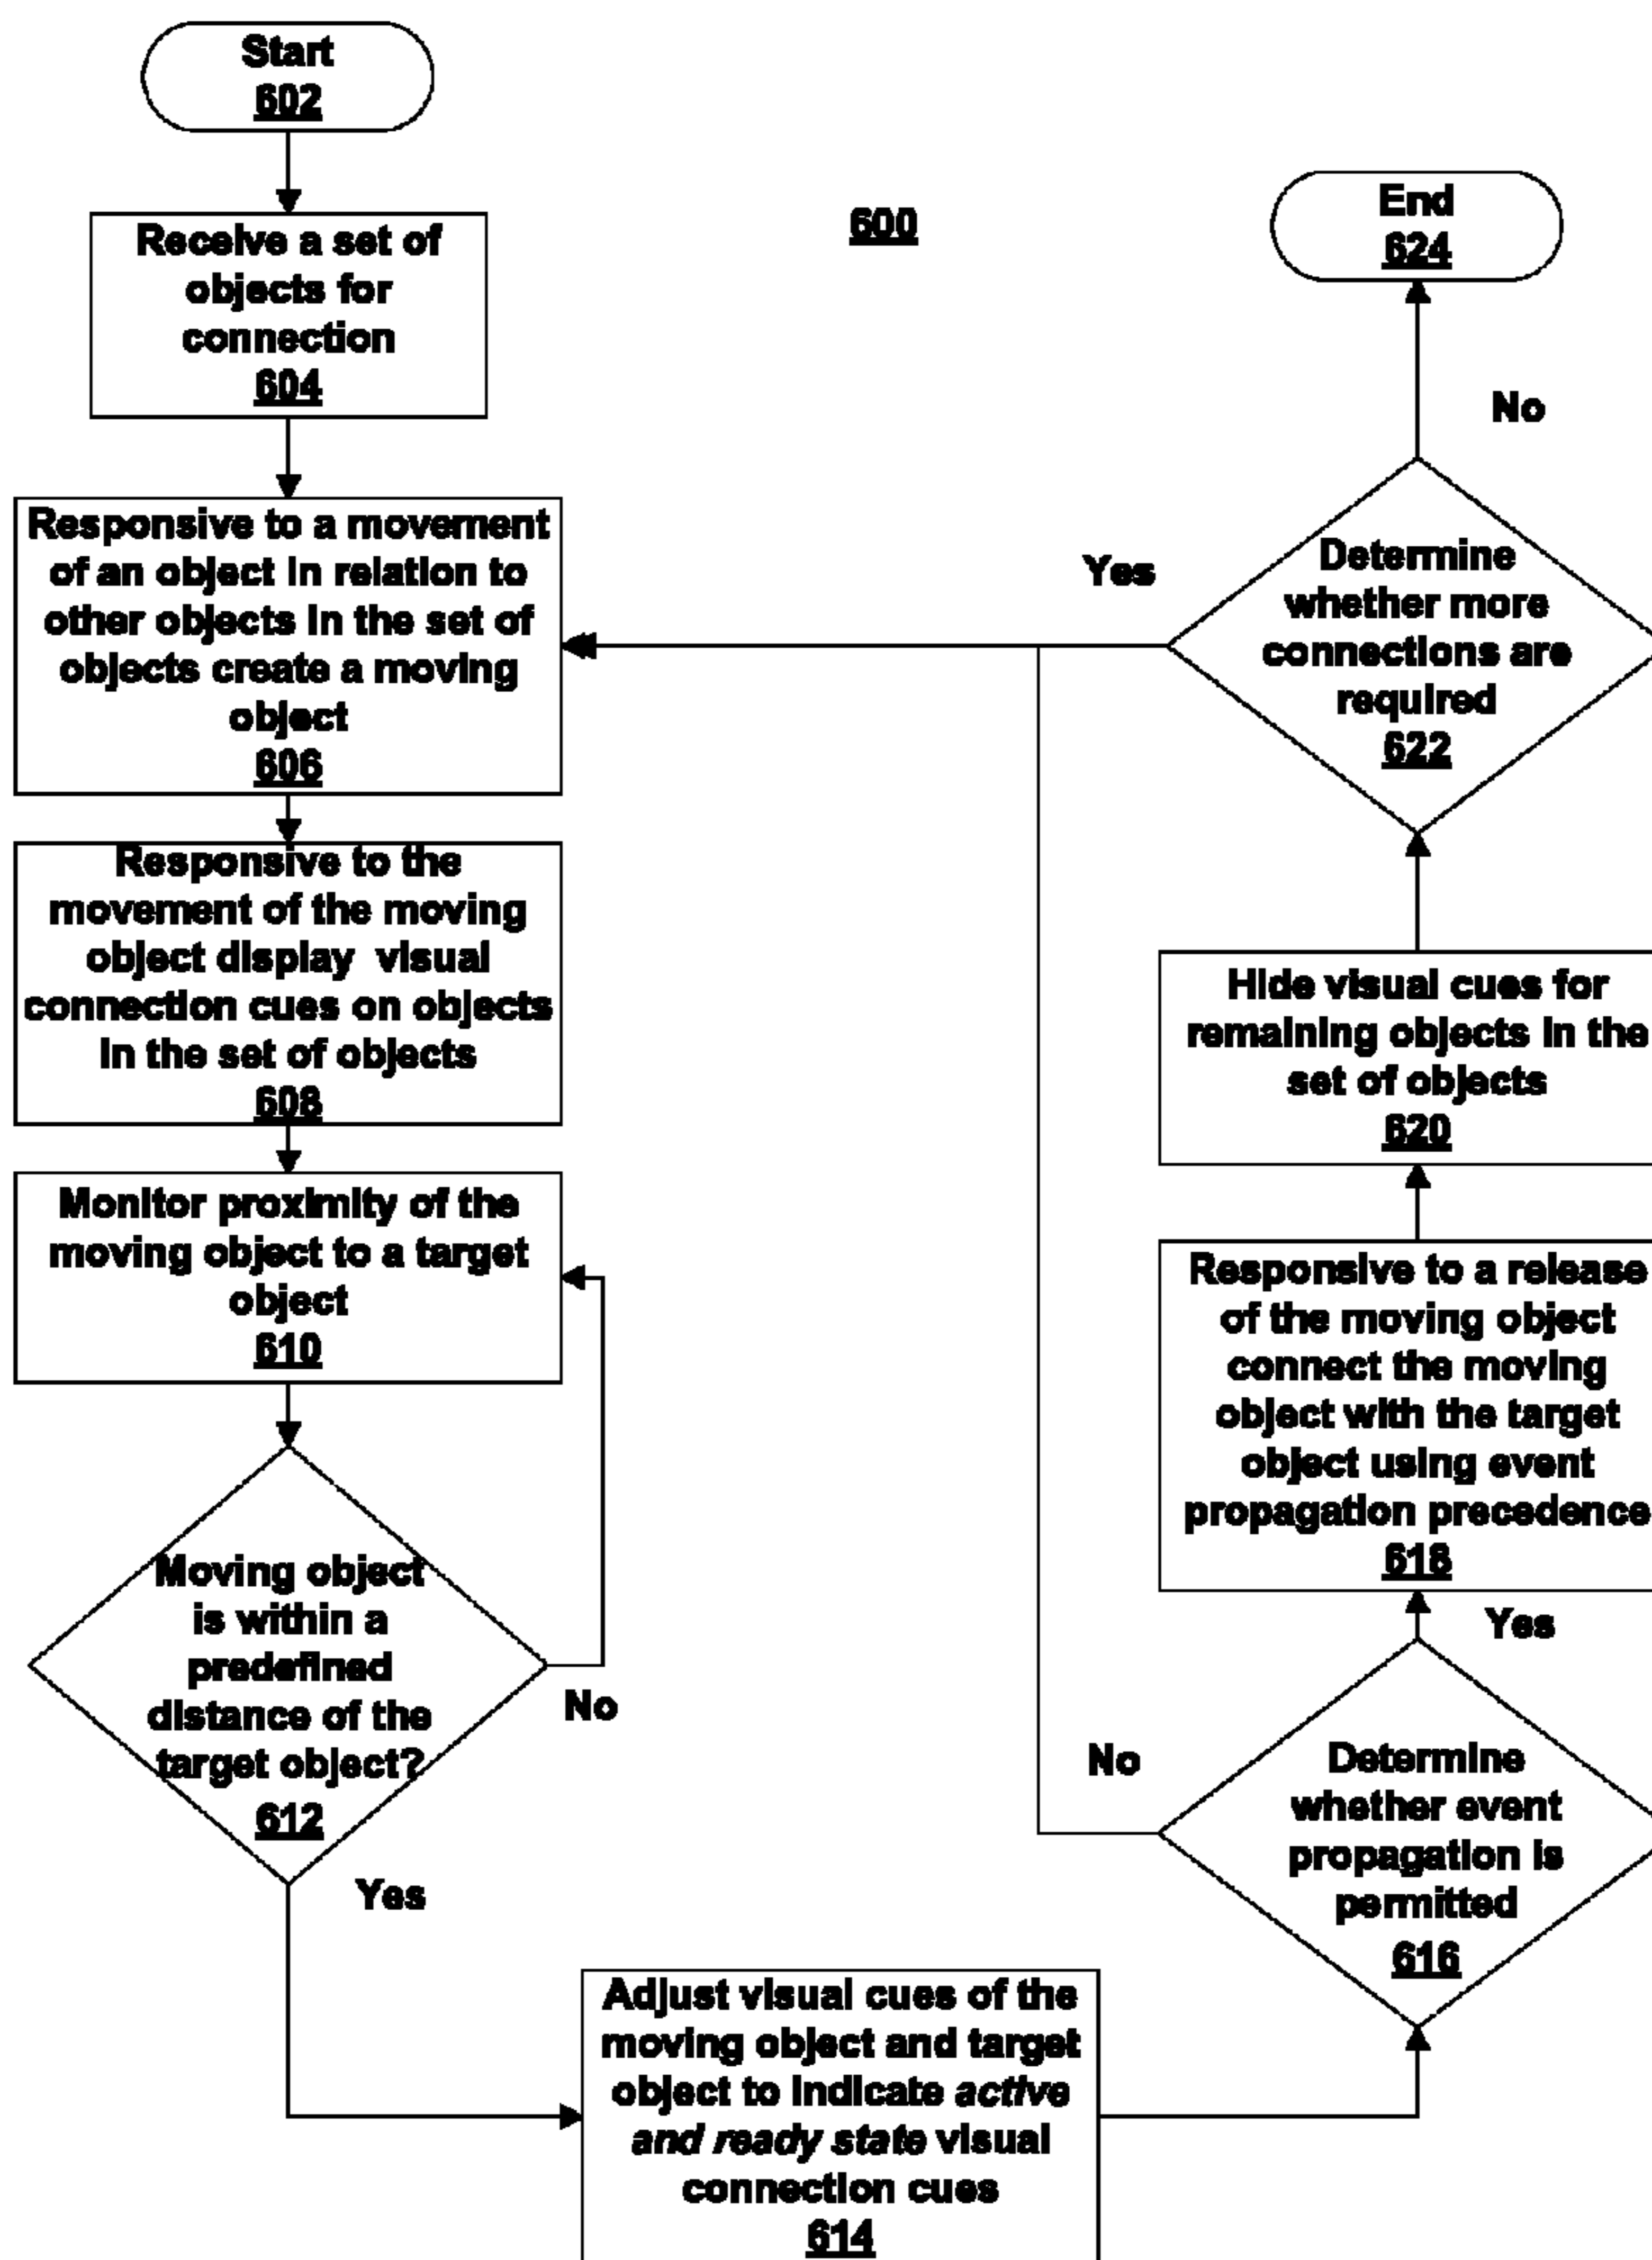 Start
602
Receive a set of
objects for
connection
604
Responsive to a movement
of an object in relation to
other objects in the set of
objects create a moving
object
606
Responsive to the
movement of the moving
object display visual
connection cues on objects
in the set of objects
608
Monitor proximity of the
moving object to a target
object
610
Moving object
is within a
predefined
distance of the
target object?
612
No
Yes
Adjust visual cues of the
moving object and target
object to indicate active
and ready state visual
connection cues
614
600
End
624
No
Determine
whether more
connections are
required
622
Yes
Hide visual cues for
remaining objects in the
set of objects
620
Responsive to a release
of the moving object
connect the moving
object with the target
object using event
propagation precedence
618
Yes
No
Determine
whether event
propagation is
permitted
616